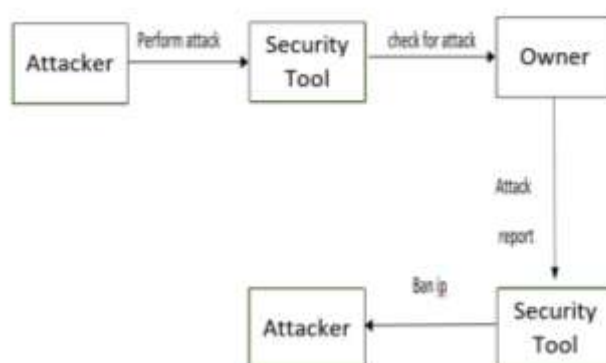 Perform attack
check for attack
Attacker
Security
Tool
Owner
Attack
report
Ban ip
Attacker
Security
Tool